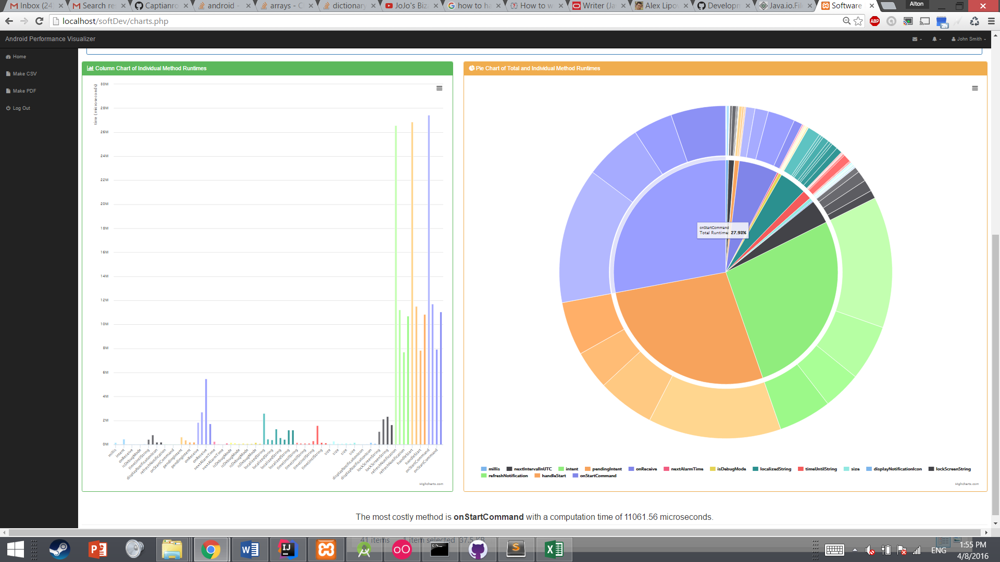 Inbox (24)
Search re
Captianro
android -
arrays - C
dictionary
JoJo's Biz
how to ha
How to w
Writer (Ja
Alex Lipo
Developn
Java.io.Fil
Software
Alton
localhost/softDev/charts.php
ABP
2h
Android Performance Visualizer
John Smith
Home
Make CSV
Make PDF
Log Out
Column Chart of Individual Method Runtimes
time (microseconds)
30M
28M
26M
24M
22M
20M
18M
16M
14M
12M
10M
8M
6M
4M
2M
0M
millis
intent
onReceive
isDebugMode
timeUntilString
displayNotificationIcon
refreshNotification
onStartCommand
pendingIntent
pendingIntent
onReceive
onReceive
nextAlarmTime
nextAlarmTime
isDebugMode
isDebugMode
isDebugMode
isDebugMode
localizedString
localizedString
localizedString
localizedString
timeUntilString
timeUntilString
timeUntilString
timeUntilString
size
size
size
size
displayNotificationIcon
displayNotificationIcon
lockScreenString
lockScreenString
refreshNotification
refreshNotification
handleStart
handleStart
onStartCommand
onStartCommand
Highcharts.com
Pie Chart of Total and Individual Method Runtimes
onStartCommand
Total Runtime: 27.93%
millis nextIntervalInUTC intent pendingIntent onReceive nextAlarmTime isDebugMode localizedString timeUntilString size displayNotificationIcon lockScreenString
refreshNotification handleStart onStartCommand
Highcharts.com
The most costly method is onStartCommand with a computation time of 11061.56 microseconds.
41 items 1 item selected 37.5 KB
ENG
1:55 PM
4/8/2016